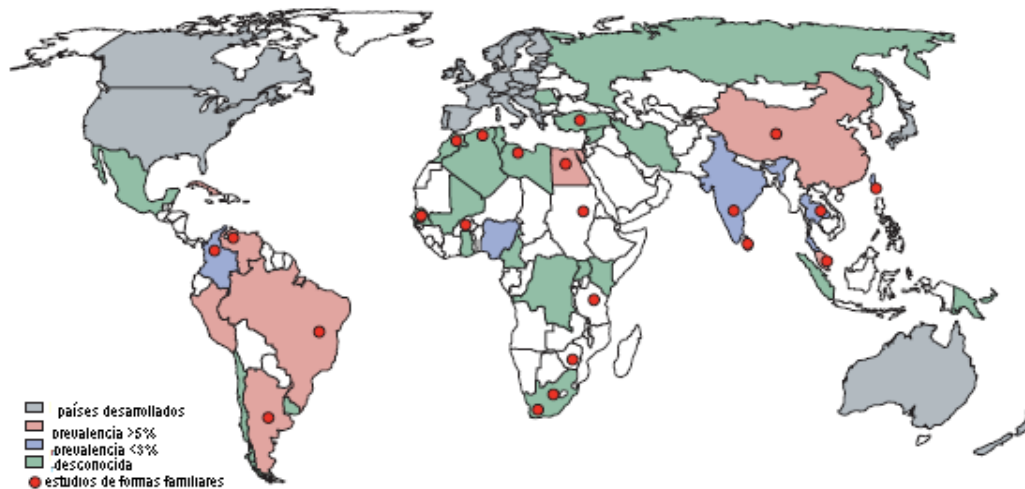 países desarrollados
prevalencia >5%
prevalencia <3%
desconocida
estudios de formas familiares